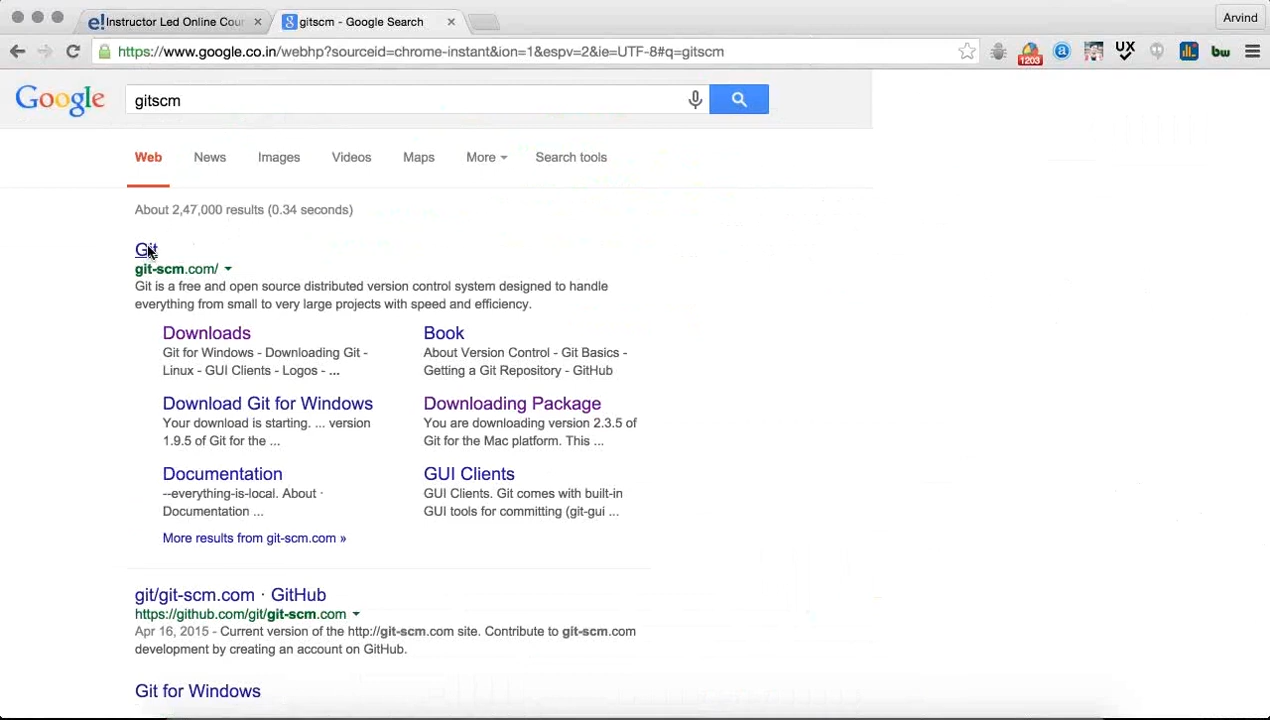 Instructor Led Online Cour
gitscm - Google Search
Arvind
https://www.google.co.in/webhp?sourceid=chrome-instant&ion=1&espv=2&ie=UTF-8#q=gitscm
1203
UX
bw
Google
gitscm
Web News Images Videos Maps More Search tools
About 2,47,000 results (0.34 seconds)
Git
git-scm.com/
Git is a free and open source distributed version control system designed to handle
everything from small to very large projects with speed and efficiency.
Downloads
Git for Windows - Downloading Git -
Linux - GUI Clients - Logos - ...
Book
About Version Control - Git Basics -
Getting a Git Repository - GitHub
Download Git for Windows
Your download is starting. ... version
1.9.5 of Git for the ...
Downloading Package
You are downloading version 2.3.5 of
Git for the Mac platform. This ...
Documentation
--everything-is-local. About ·
Documentation ...
GUI Clients
GUI Clients. Git comes with built-in
GUI tools for committing (git-gui ...
More results from git-scm.com »
git/git-scm.com · GitHub
https://github.com/git/git-scm.com
Apr 16, 2015 - Current version of the http://git-scm.com site. Contribute to git-scm.com
development by creating an account on GitHub.
Git for Windows